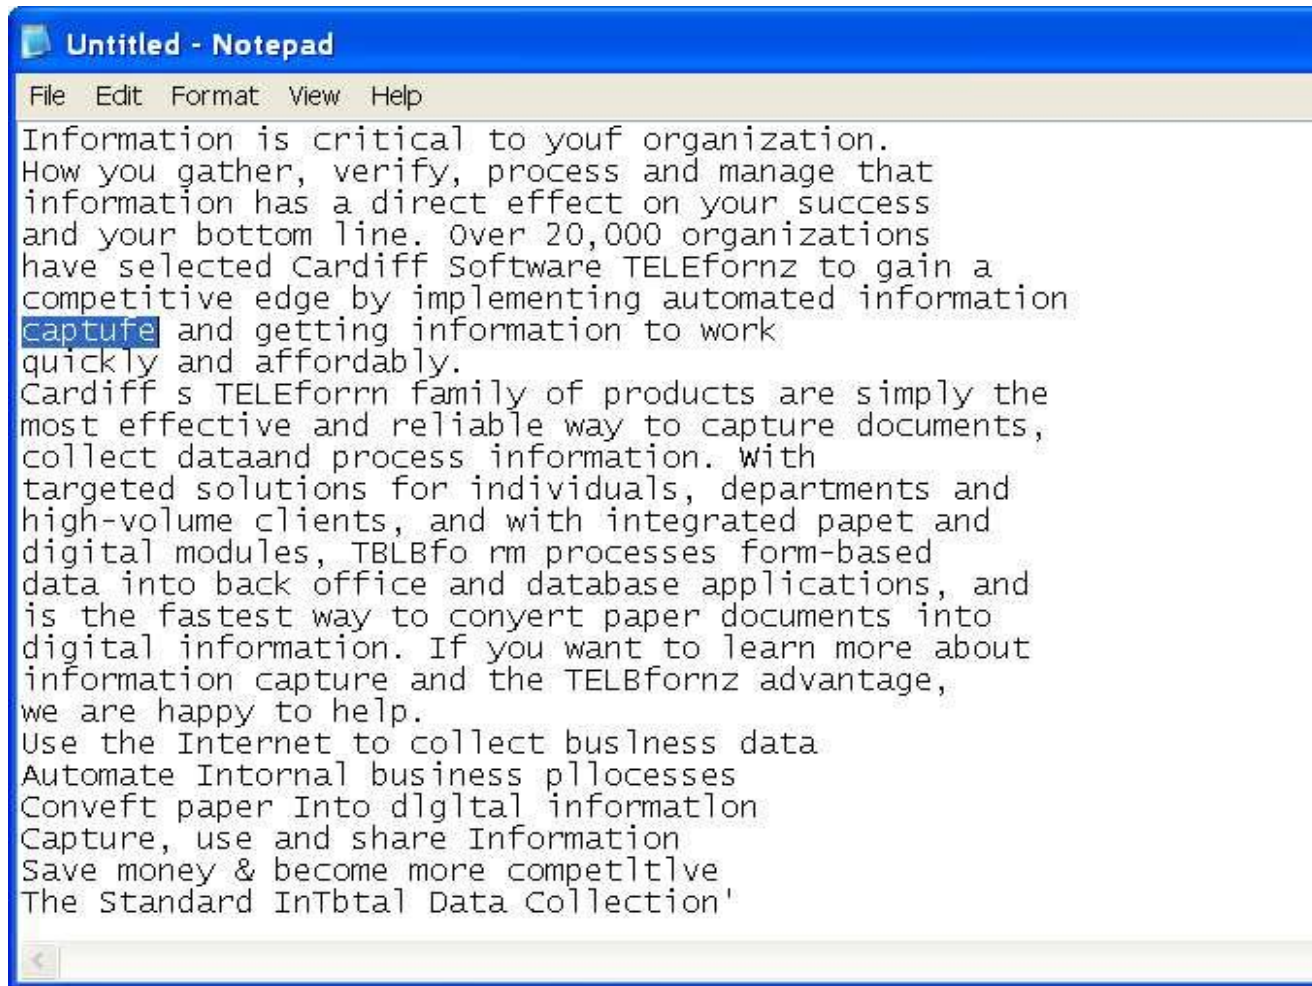 Untitled - Notepad
File Edit Format View Help
Information is critical to youf organization.
How you gather, verify, process and manage that
information has a direct effect on your success
and your bottom line. Over 20,000 organizations
have selected Cardiff Software TELEfornz to gain a
competitive edge by implementing automated information
captufe and getting information to work
quickly and affordably.
Cardiff s TELEforrn family of products are simply the
most effective and reliable way to capture documents,
collect dataand process information. With
targeted solutions for individuals, departments and
high-volume clients, and with integrated papet and
digital modules, TBLBfo rm processes form-based
data into back office and database applications, and
is the fastest way to conyert paper documents into
digital information. If you want to learn more about
information capture and the TELBfornz advantage,
we are happy to help.
Use the Internet to collect buslness data
Automate Intornal business pllocesses
Conveft paper Into dlgltal informatlon
Capture, use and share Information
Save money & become more competltlve
The Standard InTbtal Data Collection'